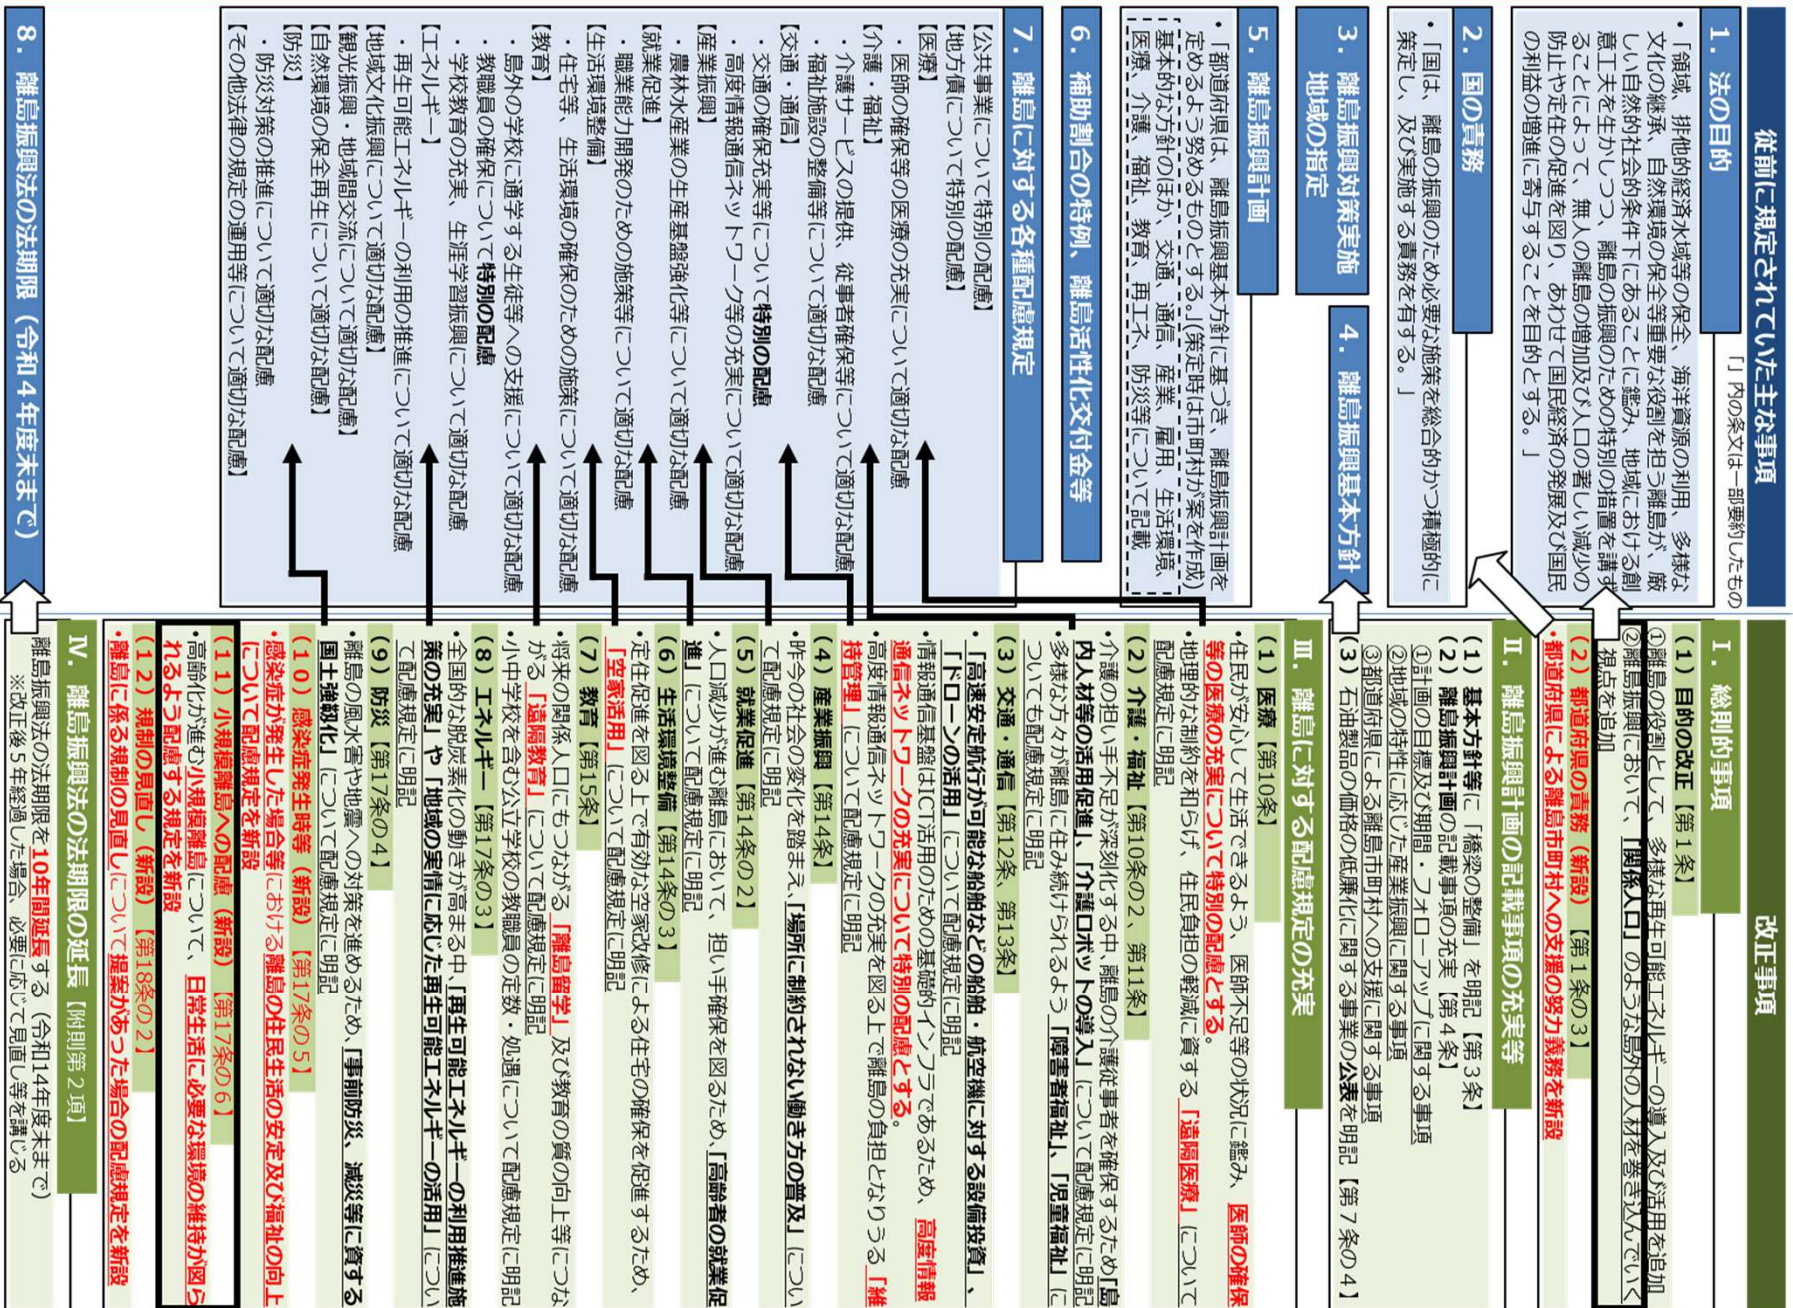 従前に規定されていた主な事項
「」内の条文は一部要約したもの
1．法の目的
・「領域、排他的経済水域等の保全、海洋資源の利用、多様な
文化の継承、自然環境の保全等重要な役割を担う離島が、厳
しい自然的社会的条件下にあることに鑑み、地域における創
意工夫を生かしつつ、離島の振興のための特別の措置を講ず
ることによって、無人の離島の増加及び人口の著しい減少の
防止や定住の促進を図り、あわせて国民経済の発展及び国民
の利益の増進に寄与することを目的とする。」
2．国の責務
・「国は、離島の振興のため必要な施策を総合的かつ積極的に
策定し、及び実施する責務を有する。」
3．離島振興対策実施
地域の指定
4．離島振興基本方針
5．離島振興計画
・「都道府県は、離島振興基本方針に基づき、離島振興計画を
定めるよう努めるものとする。」(策定時は市町村が案を作成)
基本的な方針のほか、交通、通信、産業、雇用、生活環境、
医療、介護、福祉、教育、再エネ、防災等について記載
6．補助割合の特例、離島活性化交付金等
7．離島に対する各種配慮規定
【公共事業について特別の配慮】
【地方債について特別の配慮】
【医療】
・医師の確保等の医療の充実について適切な配慮
【介護・福祉】
・介護サービスの提供、従事者確保等について適切な配慮
・福祉施設の整備等について適切な配慮
【交通・通信】
・交通の確保充実等について特別の配慮
・高度情報通信ネットワーク等の充実について適切な配慮
【産業振興】
・農林水産業の生産基盤強化等について適切な配慮
【就業促進】
・職業能力開発のための施策等について適切な配慮
【生活環境整備】
・住宅等、生活環境の確保のための施策について適切な配慮
【教育】
・島外の学校に通学する生徒等への支援について適切な配慮
・教職員の確保について特別の配慮
・学校教育の充実、生涯学習振興について適切な配慮
【エネルギー】
・再生可能エネルギーの利用の推進について適切な配慮
【地域文化振興について適切な配慮】
【観光振興・地域間交流について適切な配慮】
【自然環境の保全再生について適切な配慮】
【防災】
・防災対策の推進について適切な配慮
【その他法律の規定の運用等について適切な配慮】
8．離島振興法の法期限（令和4年度末まで）
改正事項
Ⅰ．総則的事項
（1）目的の改正【第1条】
①離島の役割として、多様な再生可能エネルギーの導入及び活用を追加
②離島振興において、「関係人口」のような島外の人材を巻き込んでいく
視点を追加
（2）都道府県の責務（新設）【第1条の3】
・都道府県による離島市町村への支援の努力義務を新設
Ⅱ．離島振興計画の記載事項の充実等
（1）基本方針等に「橋梁の整備」を明記【第3条】
（2）離島振興計画の記載事項の充実【第4条】
①計画の目標及び期間・フォローアップに関する事項
②地域の特性に応じた産業振興に関する事項
③都道府県による離島市町村への支援に関する事項
（3）石油製品の価格の低廉化に関する事業の公表を明記【第7条の4】
Ⅲ．離島に対する配慮規定の充実
（1）医療【第10条】
・住民が安心して生活できるよう、医師不足等の状況に鑑み、医師の確保
等の医療の充実について特別の配慮とする。
・地理的な制約を和らげ、住民負担の軽減に資する「遠隔医療」について
配慮規定に明記
（2）介護・福祉【第10条の2、第11条】
・介護の担い手不足が深刻化する中、離島の介護従事者を確保するため「島
内人材等の活用促進」、「介護ロボットの導入」について配慮規定に明記
・多様な方々が離島に住み続けられるよう「障害者福祉」、「児童福祉」に
ついても配慮規定に明記
（3）交通・通信【第12条、第13条】
・「高速安定航行が可能な船舶などの船舶・航空機に対する設備投資」、
「ドローンの活用」について配慮規定に明記
・情報通信基盤はICT活用のための基礎的インフラであるため、高度情報
通信ネットワークの充実について特別の配慮とする。
・高度情報通信ネットワークの充実を図る上で離島の負担となりうる「維
持管理」について配慮規定に明記
（4）産業振興【第14条】
・昨今の社会の変化を踏まえ、「場所に制約されない働き方の普及」につい
て配慮規定に明記
（5）就業促進【第14条の2】
・人口減少が進む離島において、担い手確保を図るため、「高齢者の就業促
進」について配慮規定に明記
（6）生活環境整備【第14条の3】
・定住促進を図る上で有効な空家改修による住宅の確保を促進するため、
「空家活用」について配慮規定に明記
（7）教育【第15条】
・将来の関係人口にもつながる「離島留学」及び教育の質の向上等につな
がる「遠隔教育」について配慮規定に明記
・小中学校を含む公立学校の教職員の定数・処遇について配慮規定に明記
（8）エネルギー【第17条の3】
・全国的な脱炭素化の動きが高まる中、「再生可能エネルギーの利用推進施
策の充実」や「地域の実情に応じた再生可能エネルギーの活用」につい
て配慮規定に明記
（9）防災【第17条の4】
・離島の風水害や地震への対策を進めるため、「事前防災、減災等に資する
国土強靱化」について配慮規定に明記
（10）感染症発生時等（新設）【第17条の5】
・感染症が発生した場合等における離島の住民生活の安定及び福祉の向上
について配慮規定を新設
（11）小規模離島への配慮（新設）【第17条の6】
・高齢化が進む小規模離島について、日常生活に必要な環境の維持が図ら
れるよう配慮する規定を新設
（12）規制の見直し（新設）【第18条の2】
・離島に係る規制の見直しについて提案があった場合の配慮規定を新設
Ⅳ．離島振興法の法期限の延長【附則第2項】
離島振興法の法期限を10年間延長する（令和14年度末まで）
※改正後5年経過した場合、必要に応じて見直し等を講じる